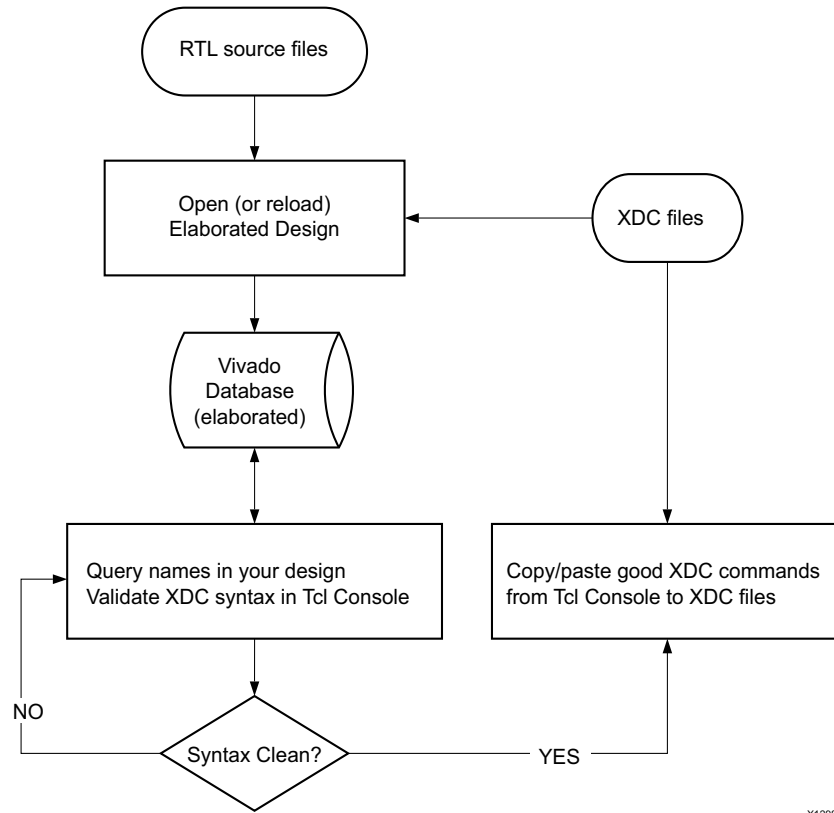 RTL source files
Open (or reload)
Elaborated Design
XDC files
Vivado
Database
(elaborated)
Query names in your design
Validate XDC syntax in Tcl Console
Copy/paste good XDC commands
from Tcl Console to XDC files
NO
Syntax Clean?
YES